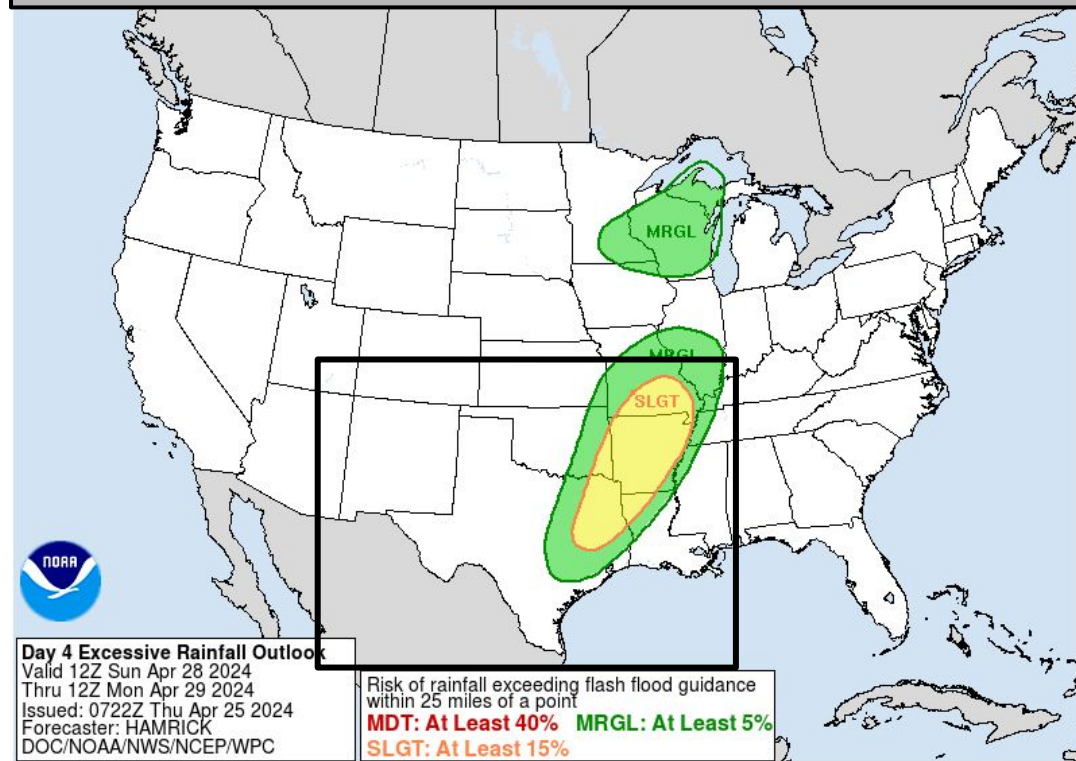 MRGL
MRGL
SLGT
NOAA
Day 4 Excessive Rainfall Outlook
Valid 12Z Sun Apr 28 2024
Thru 12Z Mon Apr 29 2024
Issued: 0722Z Thu Apr 25 2024
Forecaster: HAMRICK
DOC/NOAA/NWS/NCEP/WPC
Risk of rainfall exceeding flash flood guidance
within 25 miles of a point
MDT: At Least 40% MRGL: At Least 5%
SLGT: At Least 15%